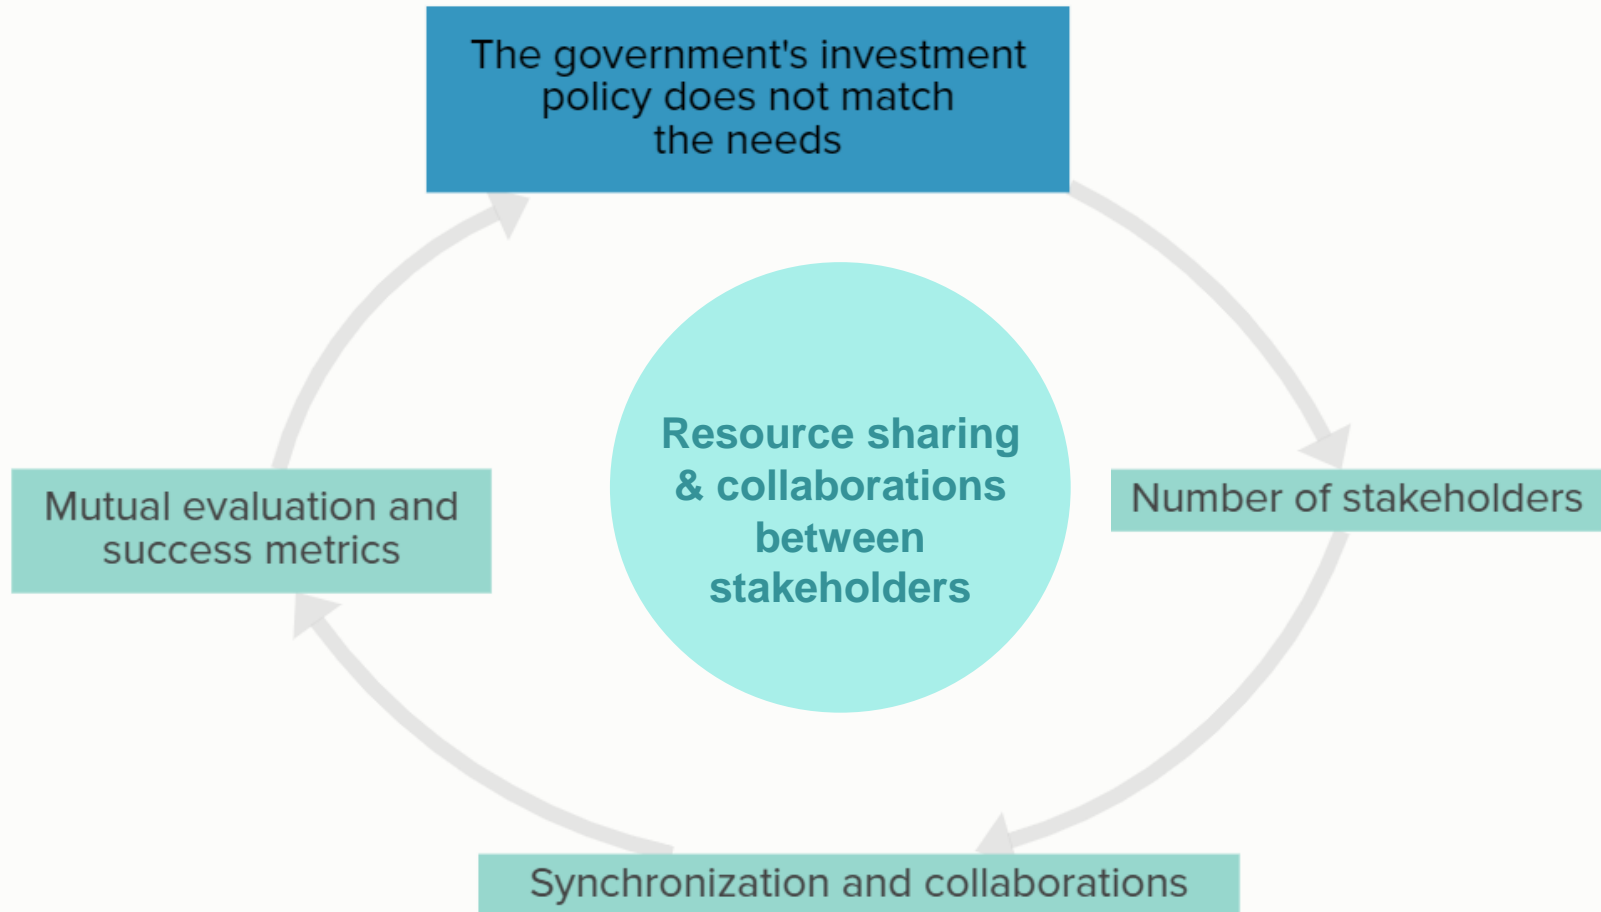 The government's investment
policy does not match
the needs
Resource sharing
& collaborations
between
stakeholders
Mutual evaluation and
success metrics
Number of stakeholders
Synchronization and collaborations